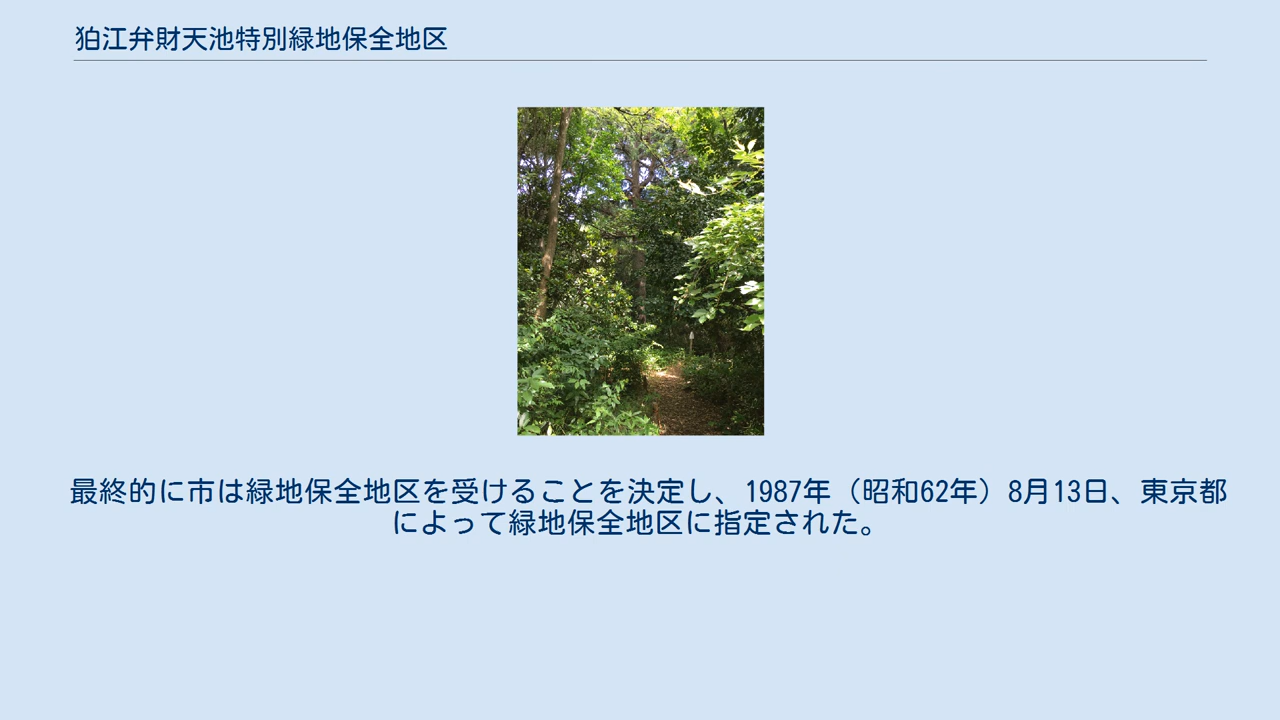 狛江弁財天池特別緑地保全地区
最終的に市は緑地保全地区を受けることを決定し、1987年（昭和62年）8月13日、東京都
によって緑地保全地区に指定された。